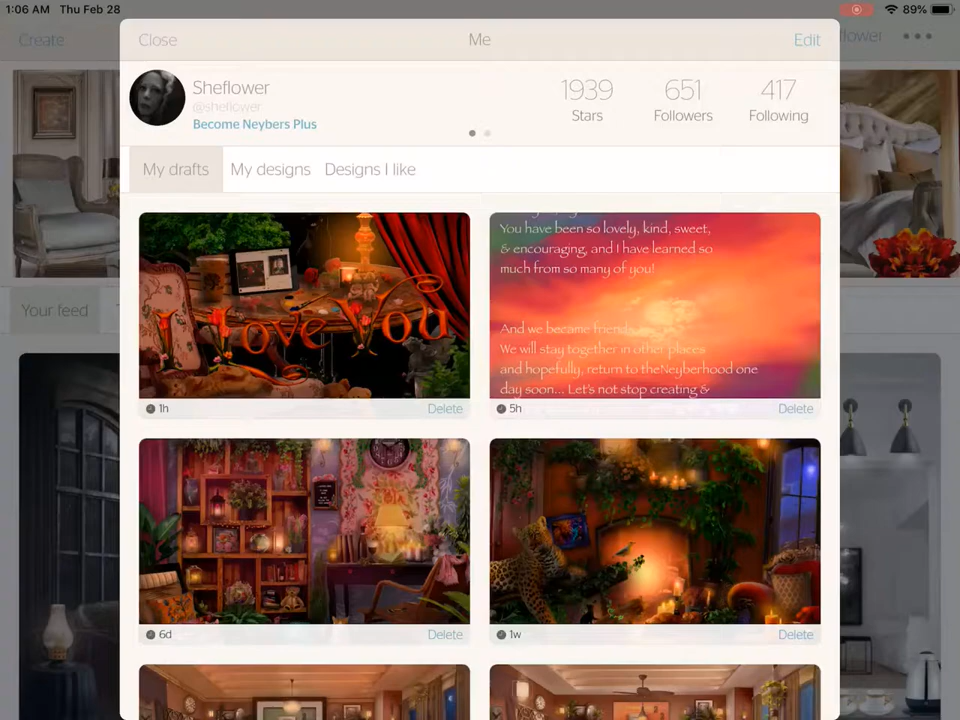 1:06 AM Thu Feb 28
89%
Create
Close
Me
Edit
flower
Sheflower
@sheflower
Become Neybers Plus
1939
Stars
651
Followers
417
Following
My drafts
My designs
Designs I like
Your feed
I Love You
1h
Delete
You have been so lovely, kind, sweet,
& encouraging, and I have learned so
much from so many of you!
And we became friends
We will stay together in other places
and hopefully, return to theNeyberhood one
day soon... Let's not stop creating &
5h
Delete
6d
Delete
1w
Delete